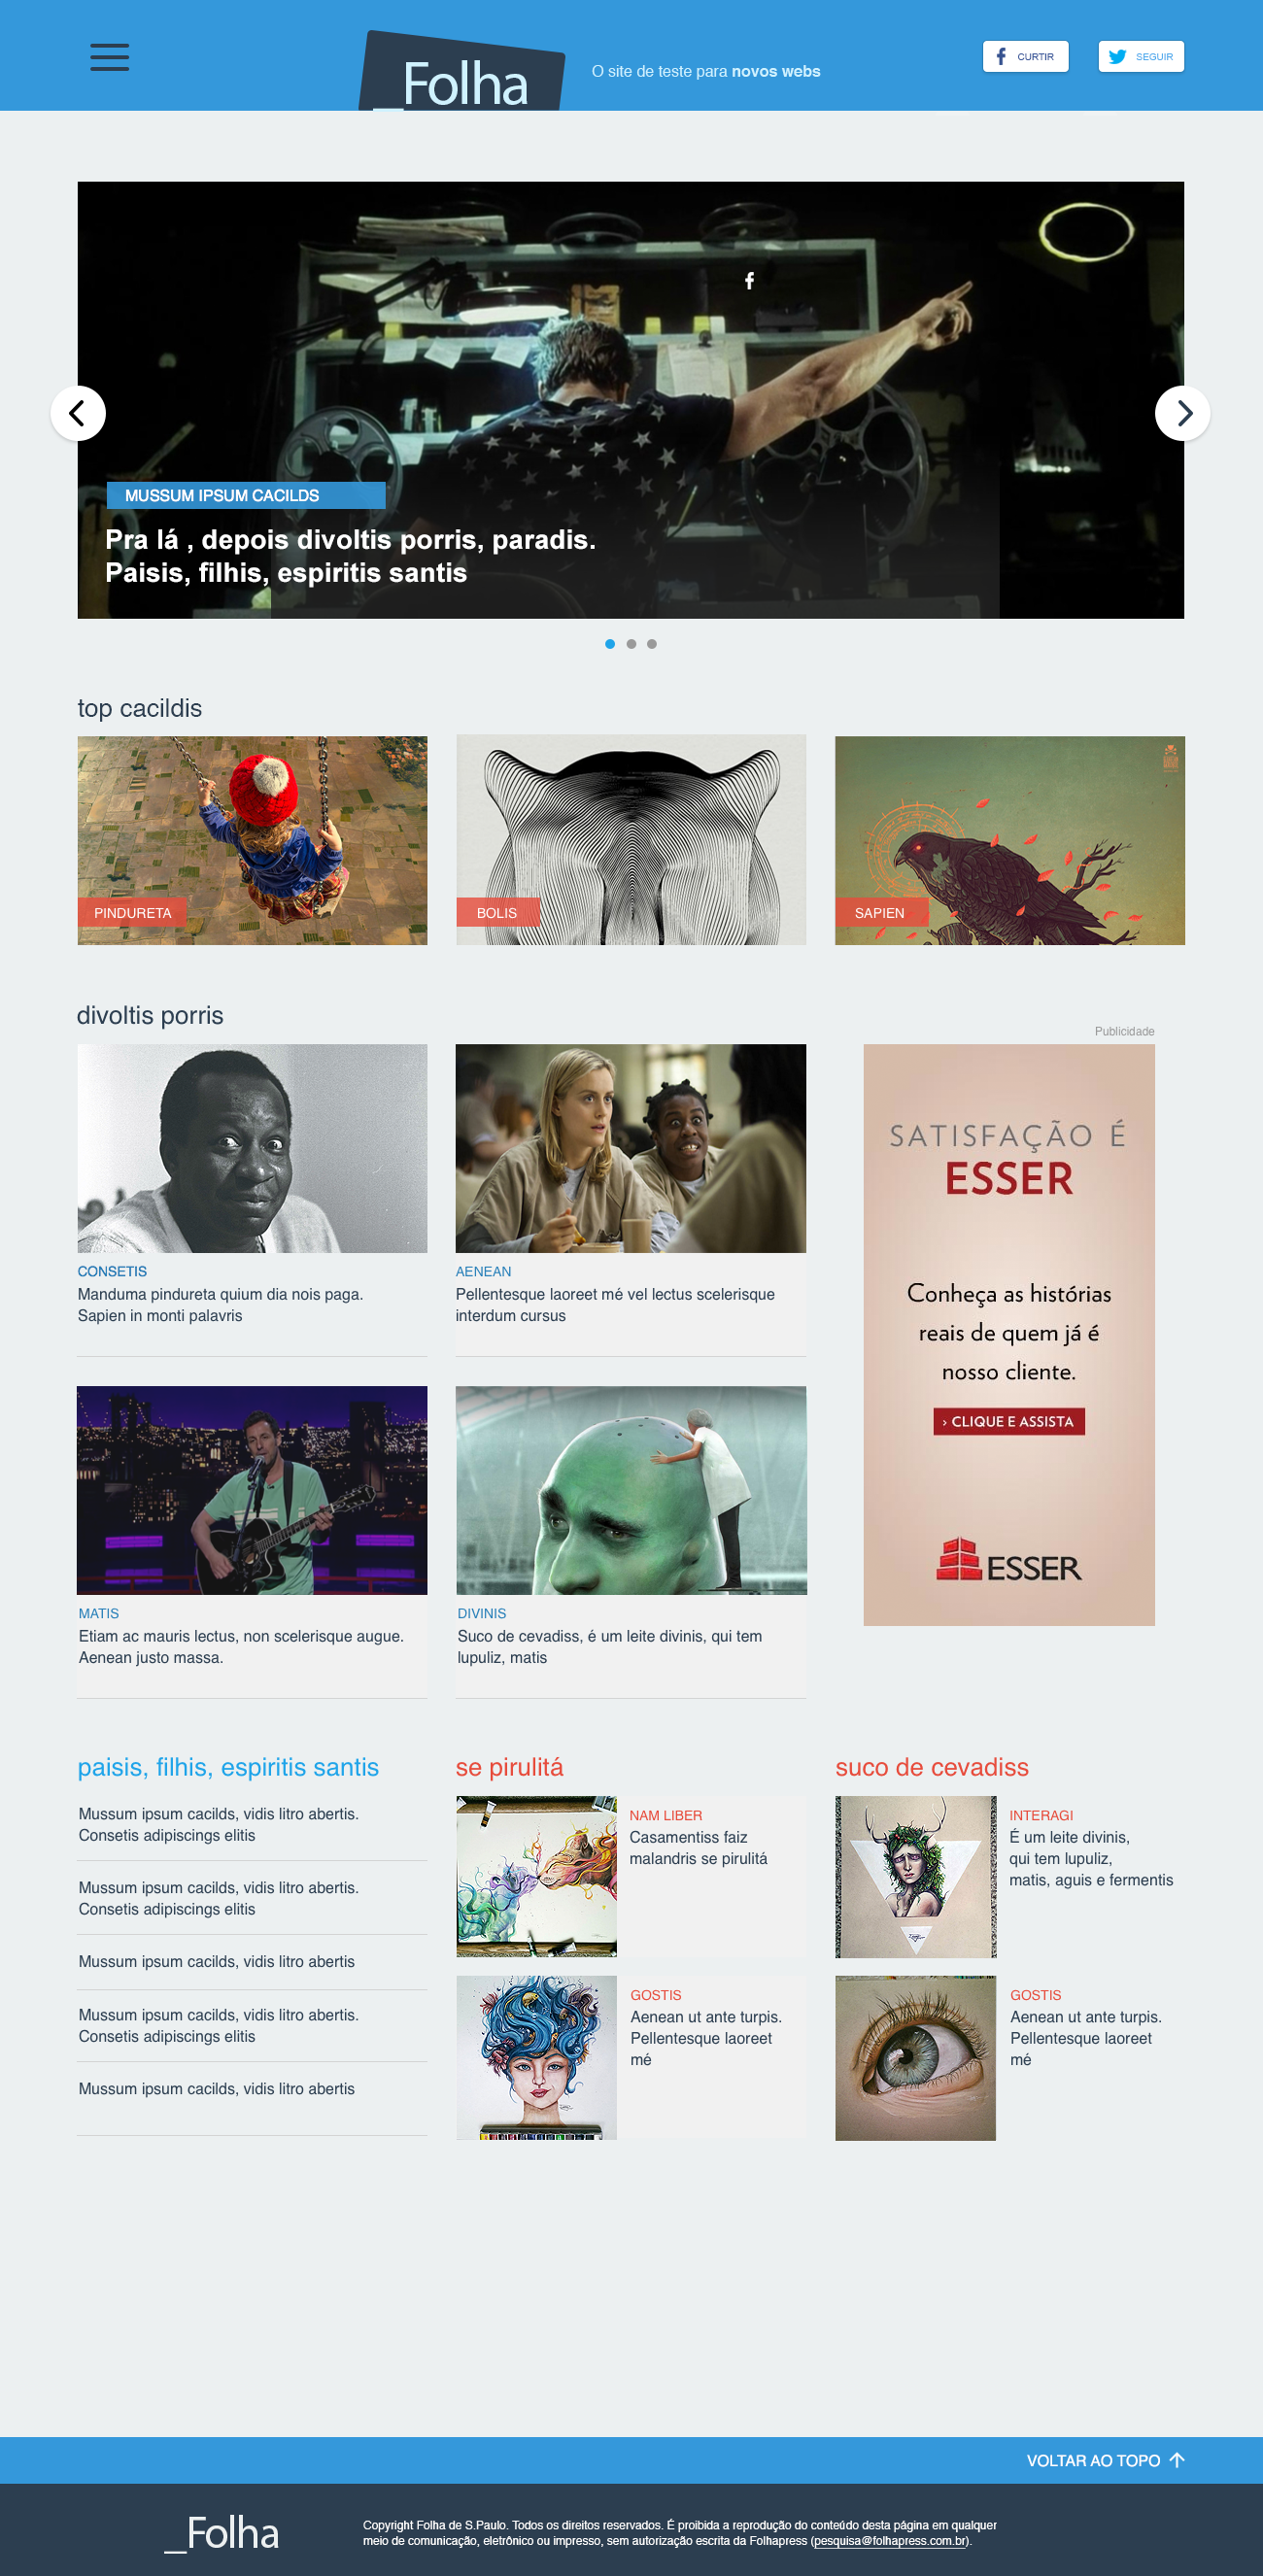 _Folha
O site de teste para novos webs
CURTIR
SEGUIR
MUSSUM IPSUM CACILDS
Pra lá , depois divoltis porris, paradis.
Paisis, filhis, espiritis santis
top cacildis
PINDURETA
BOLIS
SAPIEN
divoltis porris
CONSETIS
Manduma pindureta quium dia nois paga.
Sapien in monti palavris
AENEAN
Pellentesque laoreet mé vel lectus scelerisque
interdum cursus
MATIS
Etiam ac mauris lectus, non scelerisque augue.
Aenean justo massa.
DIVINIS
Suco de cevadiss, é um leite divinis, qui tem
lupuliz, matis
Publicidade
SATISFAÇÃO É
ESSER
Conheça as histórias
reais de quem já é
nosso cliente.
› CLIQUE E ASSISTA
ESSER
paisis, filhis, espiritis santis
Mussum ipsum cacilds, vidis litro abertis.
Consetis adipiscings elitis
Mussum ipsum cacilds, vidis litro abertis.
Consetis adipiscings elitis
Mussum ipsum cacilds, vidis litro abertis
Mussum ipsum cacilds, vidis litro abertis.
Consetis adipiscings elitis
Mussum ipsum cacilds, vidis litro abertis
se pirulitá
NAM LIBER
Casamentiss faiz
malandris se pirulitá
GOSTIS
Aenean ut ante turpis.
Pellentesque laoreet
mé
suco de cevadiss
INTERAGI
É um leite divinis,
qui tem lupuliz,
matis, aguis e fermentis
GOSTIS
Aenean ut ante turpis.
Pellentesque laoreet
mé
VOLTAR AO TOPO
_Folha
Copyright Folha de S.Paulo. Todos os direitos reservados. É proibida a reprodução do conteúdo desta página em qualquer
meio de comunicação, eletrônico ou impresso, sem autorização escrita da Folhapress (pesquisa@folhapress.com.br).